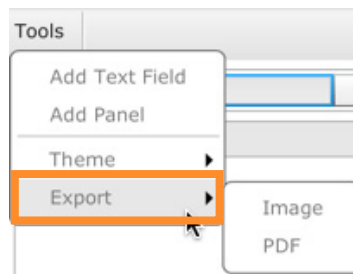 Tools
Add Text Field
Add Panel
Theme
Export
Image
PDF